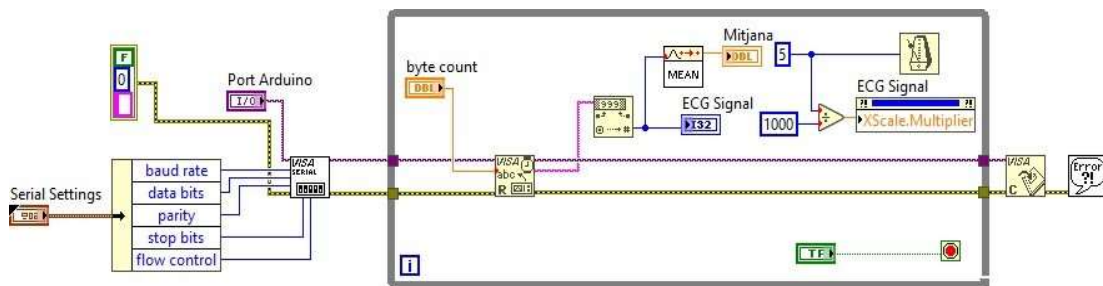 F
0
Port Arduino
I/O
Serial Settings
baud rate
data bits
parity
stop bits
flow control
VISA
SERIAL
byte count
DBL
VISA
abc
R
999
MEAN
Mitjana
DBL
ECG Signal
I32
5
1000
÷
ECG Signal
?! ?!
XScale.Multiplier
TF
i
VISA
C
Error
?!